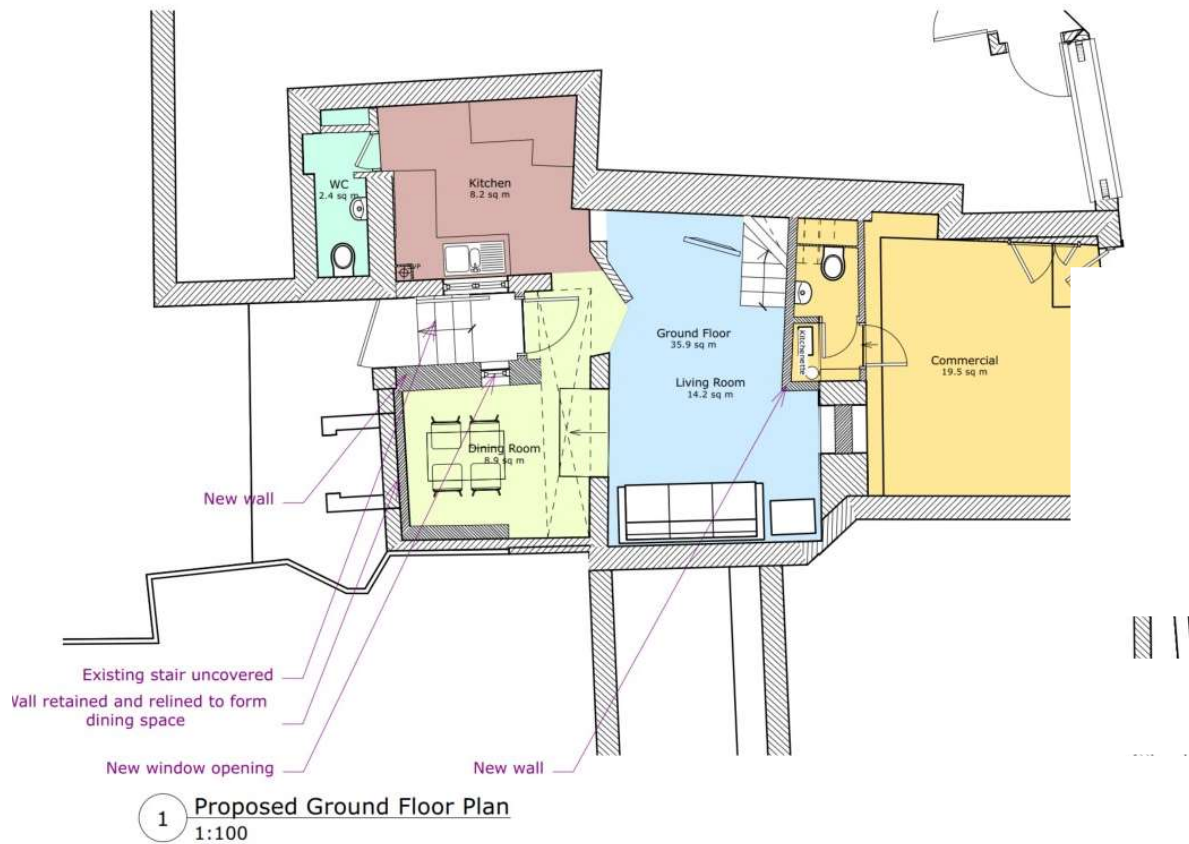 WC
2.4 sq m
Kitchen
8.2 sq m
Ground Floor
35.9 sq m
Living Room
14.2 sq m
Kitchenette
Commercial
19.5 sq m
Dining Room
8.9 sq m
New wall
Existing stair uncovered
Wall retained and relined to form
dining space
New window opening
New wall
1
Proposed Ground Floor Plan
1:100